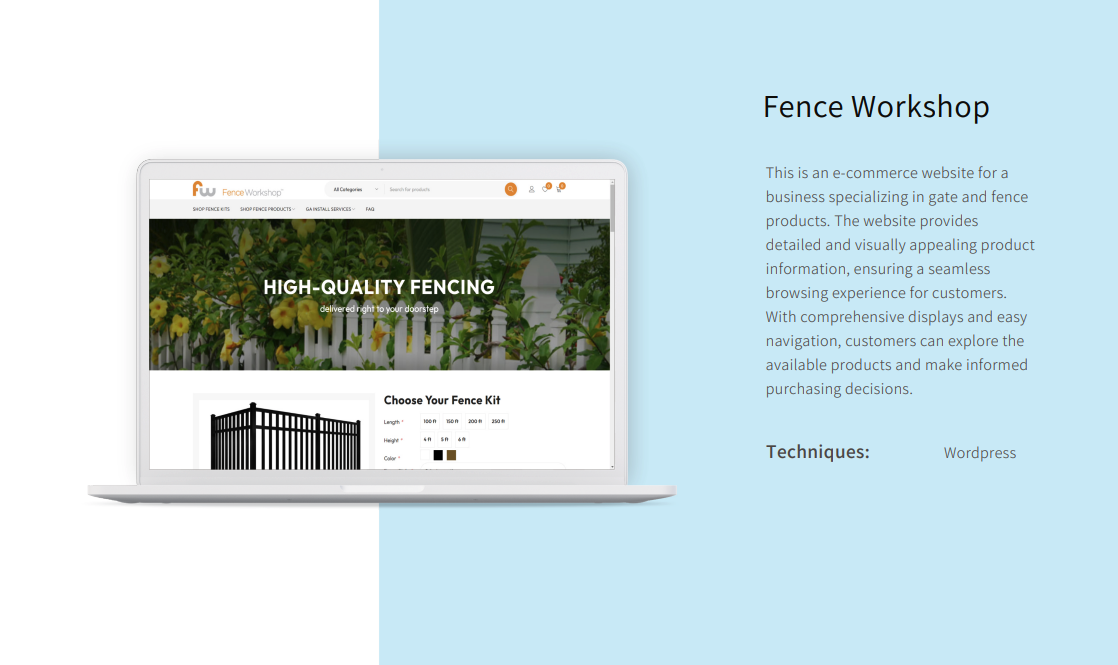 Fence Workshop
This is an e-commerce website for a
business specializing in gate and fence
products. The website provides
detailed and visually appealing product
information, ensuring a seamless
browsing experience for customers.
With comprehensive displays and easy
navigation, customers can explore the
available products and make informed
purchasing decisions.
Techniques: Wordpress
fw Fence Workshop All Categories Search for products
SHOP FENCE KITS SHOP FENCE PRODUCTS GA INSTALL SERVICES FAQ
HIGH-QUALITY FENCING
delivered right to your doorstep
Choose Your Fence Kit
Length * 100 ft 150 ft 200 ft 250 ft
Height * 4 ft 5 ft 6 ft
Color *